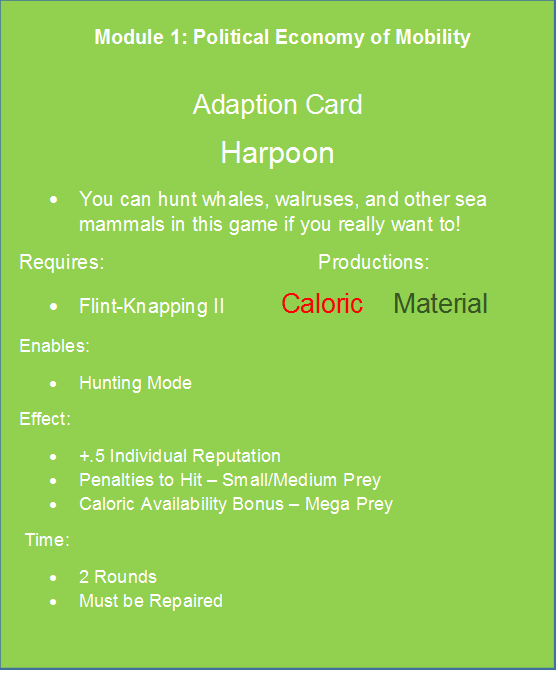 Module 1: Political Economy of Mobility
Adaption Card
Harpoon
• You can hunt whales, walruses, and other sea
mammals in this game if you really want to!
Requires: Productions:
• Flint-Knapping II Caloric Material
Enables:
• Hunting Mode
Effect:
• +.5 Individual Reputation
• Penalties to Hit – Small/Medium Prey
• Caloric Availability Bonus – Mega Prey
Time:
• 2 Rounds
• Must be Repaired